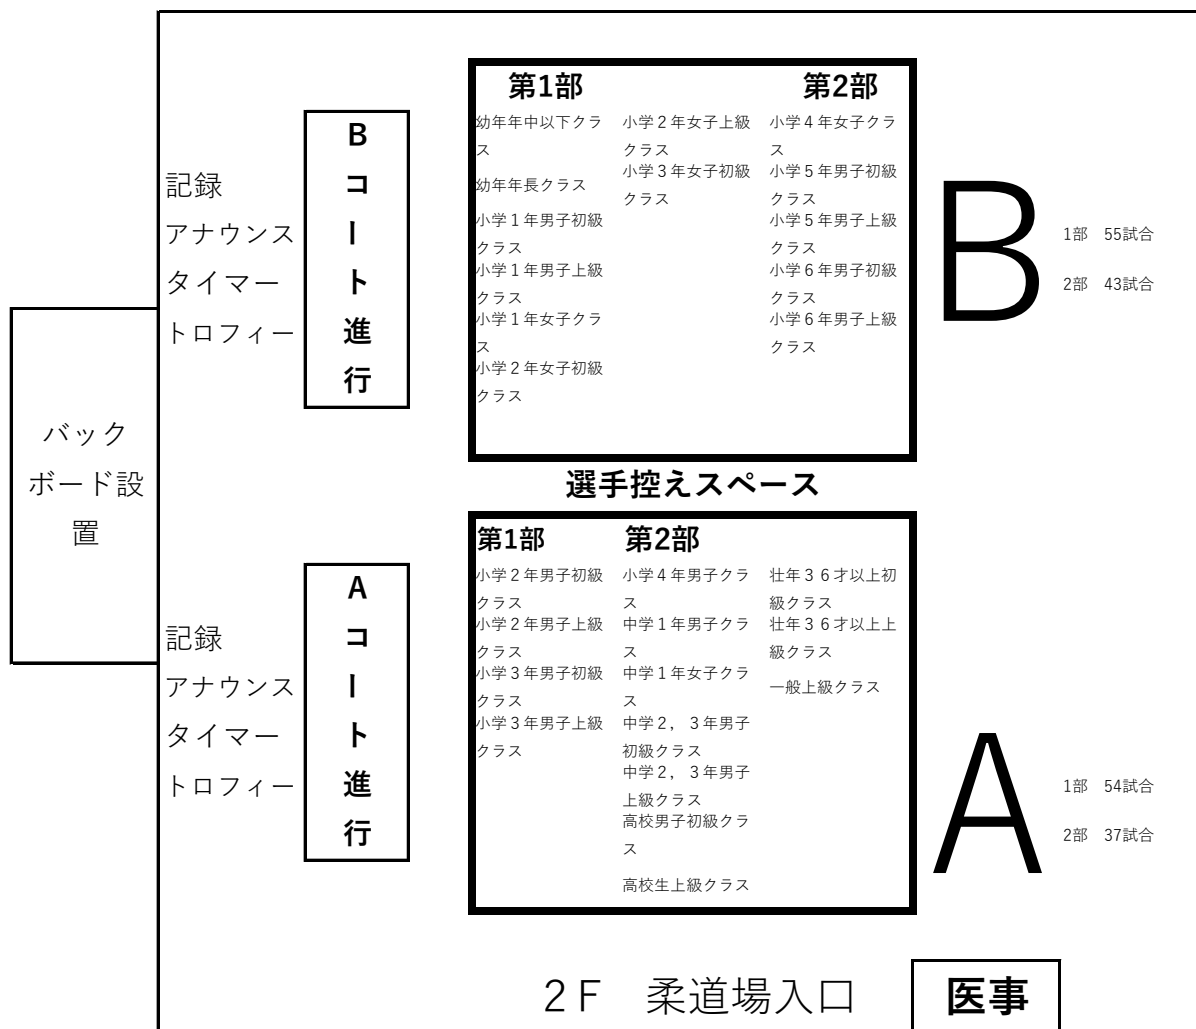 第1部
第2部
幼年年中以下クラ
ス
幼年年長クラス
小学１年男子初級
クラス
小学１年男子上級
クラス
小学１年女子クラ
ス
小学２年女子初級
クラス
小学２年女子上級
クラス
小学３年女子初級
クラス
小学４年女子クラ
ス
小学５年男子初級
クラス
小学５年男子上級
クラス
小学６年男子初級
クラス
小学６年男子上級
クラス
Bコート進行
記録
アナウンス
タイマー
トロフィー
B
1部　55試合
2部　43試合
バック
ボード設
置
選手控えスペース
第1部
第2部
小学２年男子初級
クラス
小学２年男子上級
クラス
小学３年男子初級
クラス
小学３年男子上級
クラス
小学４年男子クラ
ス
中学１年男子クラ
ス
中学１年女子クラ
ス
中学２，３年男子
初級クラス
中学２，３年男子
上級クラス
高校男子初級クラ
ス
高校生上級クラス
壮年３６才以上初
級クラス
壮年３６才以上上
級クラス
一般上級クラス
Aコート進行
記録
アナウンス
タイマー
トロフィー
A
1部　54試合
2部　37試合
２Ｆ　柔道場入口
医事